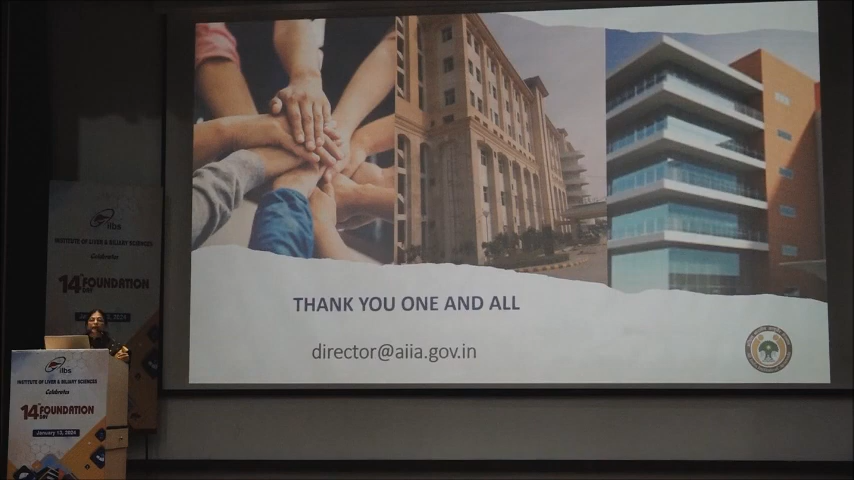 THANK YOU ONE AND ALL
director@aiia.gov.in
ilbs
INSTITUTE OF LIVER & BILIARY SCIENCES
Celebrates
14th FOUNDATION
DAY
ilbs
INSTITUTE OF LIVER & BILIARY SCIENCES
Celebrates
14th FOUNDATION
DAY
January 13, 2024